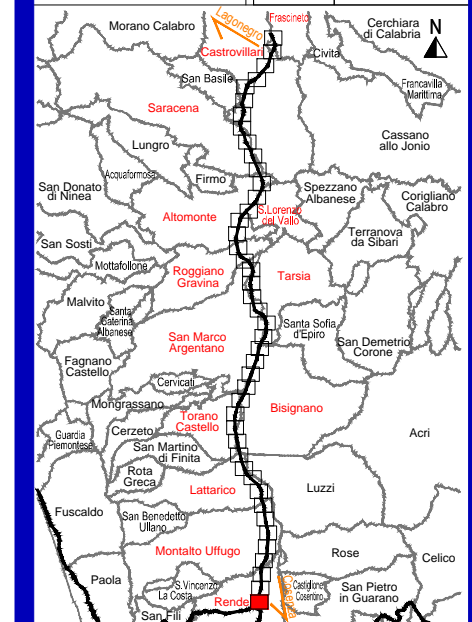 Lagonegro
Frascineto
Morano Calabro
Cerchiara
di Calabria
N
Castrovillari
Civita
San Basile
Francavilla
Marittima
Saracena
Cassano
allo Jonio
Lungro
Acquaformosa
Firmo
San Donato
di Ninea
Spezzano
Albanese
Corigliano
Calabro
Altomonte
S.Lorenzo
del Vallo
Terranova
da Sibari
San Sosti
Mottafollone
Roggiano
Gravina
Tarsia
Malvito
Santa
Caterina
Albanese
Santa Sofia
d'Epiro
San Marco
Argentano
San Demetrio
Corone
Fagnano
Castello
Cervicati
Mongrassano
Bisignano
Torano
Castello
Guardia
Piemontese
Cerzeto
Acri
San Martino
di Finita
Rota
Greca
Lattarico
Luzzi
Fuscaldo
San Benedetto
Ullano
Montalto Uffugo
Rose
Celico
Paola
S.Vincenzo
La Costa
Cosenza
Castiglione
Cosentino
San Pietro
in Guarano
Rende
San Fili